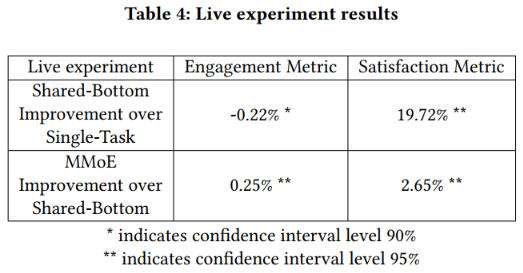 Table 4: Live experiment results
Live experiment Engagement Metric Satisfaction Metric
Shared-Bottom
Improvement over
Single-Task
-0.22% * 19.72% **
MMoE
Improvement over
Shared-Bottom
0.25% ** 2.65% **
* indicates confidence interval level 90%
** indicates confidence interval level 95%